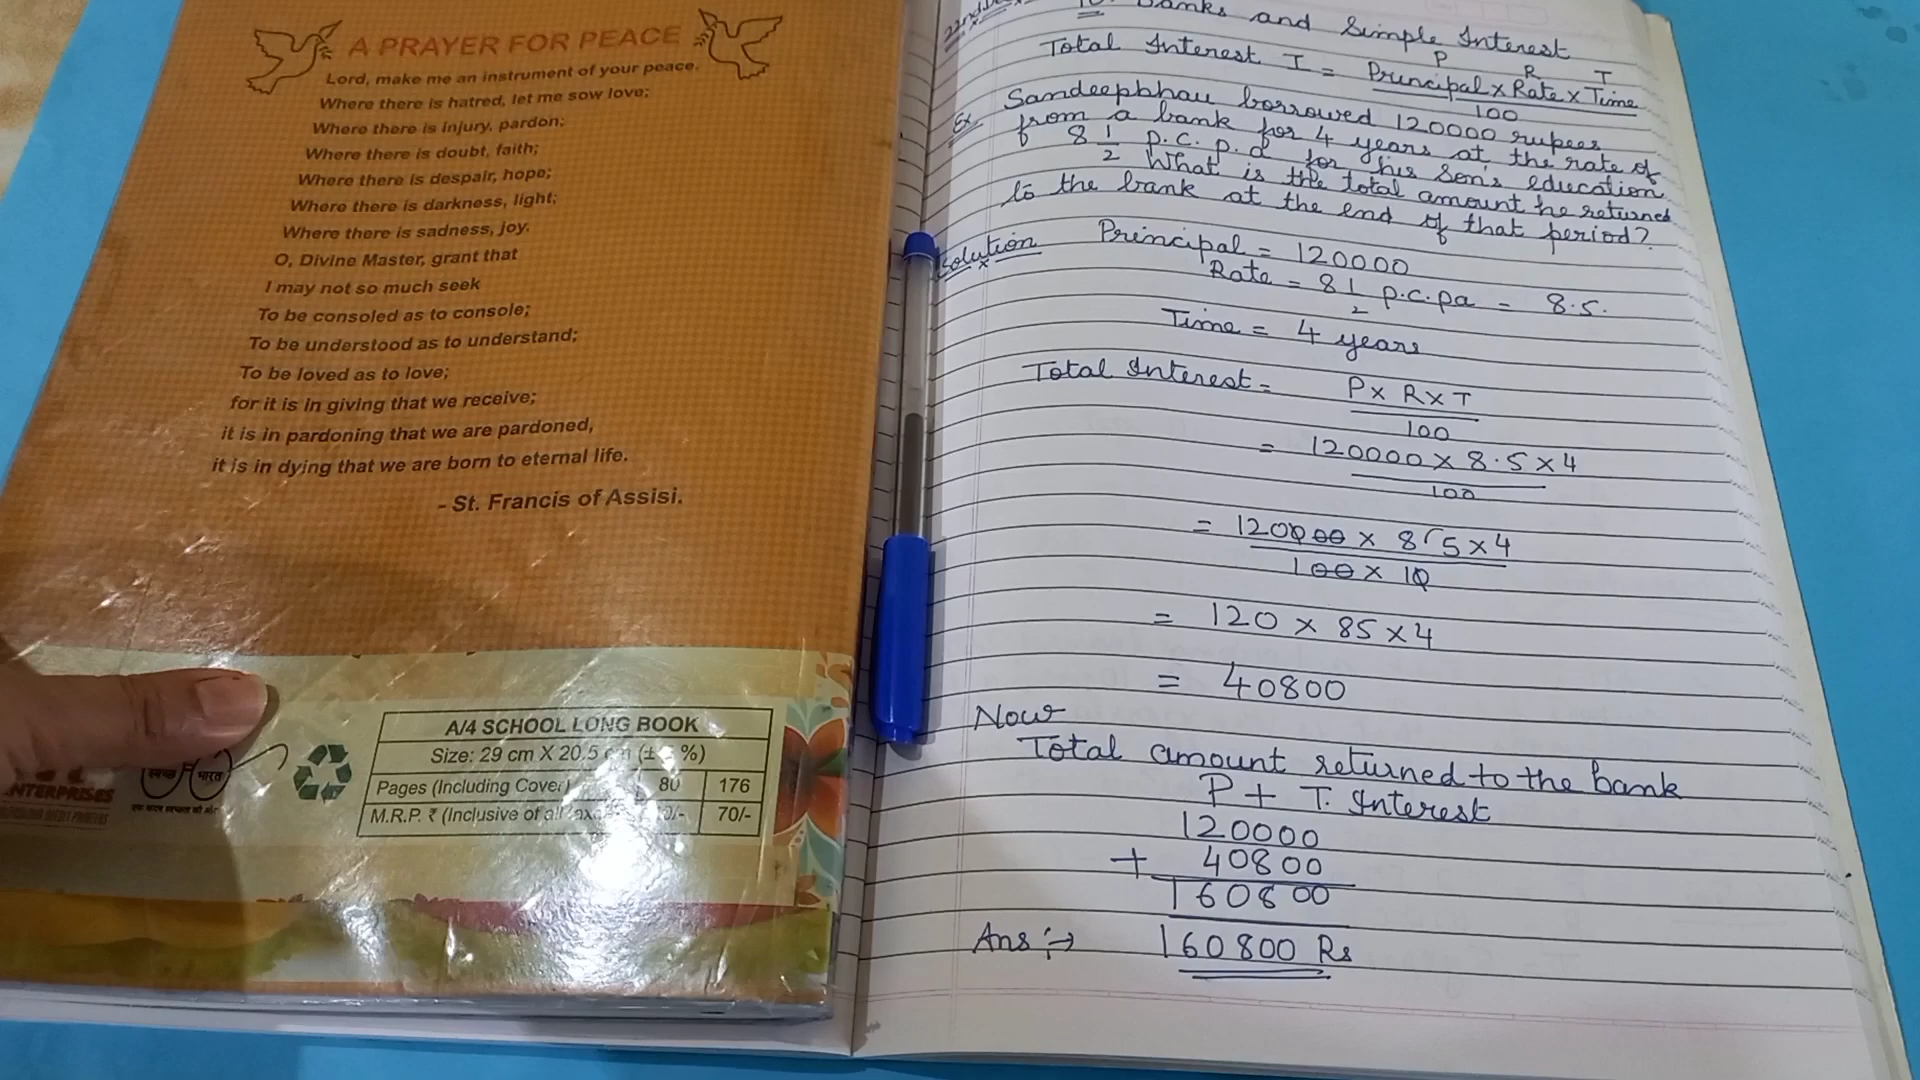 A PRAYER FOR PEACE
Lord, make me an instrument of your peace.
Where there is hatred, let me sow love;
Where there is injury, pardon;
Where there is doubt, faith;
Where there is despair, hope;
Where there is darkness, light;
Where there is sadness, joy.
O, Divine Master, grant that
I may not so much seek
To be consoled as to console;
To be understood as to understand;
To be loved as to love;
for it is in giving that we receive;
it is in pardoning that we are pardoned,
it is in dying that we are born to eternal life.
- St. Francis of Assisi.
स्वच्छ भारत
NTERPRISES
A/4 SCHOOL LONG BOOK
Size: 29 cm X 20.5 %)
Pages (Including Cover) 80 176
M.R.P. ₹ (Inclusive of all 70/-
Banks and Simple Interest
P R T
Total Interest I = Principal x Rate x Time
100
Ex Sandeepbhau borrowed 120000 rupees
from a bank for 4 years at the rate of
8 1/2 p.c.p.a for his son's education
What is the total amount he returned
to the bank at the end of that period?
Solution Principal = 120000
Rate = 8 1/2 p.c.pa = 8.5.
Time = 4 years
Total Interest = P x R x T
100
= 120000 x 8.5 x 4
100
= 120000 x 85 x 4
100 x 10
= 120 x 85 x 4
= 40800
Now
Total amount returned to the bank
P + T. Interest
120000
+ 40800
160800
Ans :→ 160800 Rs